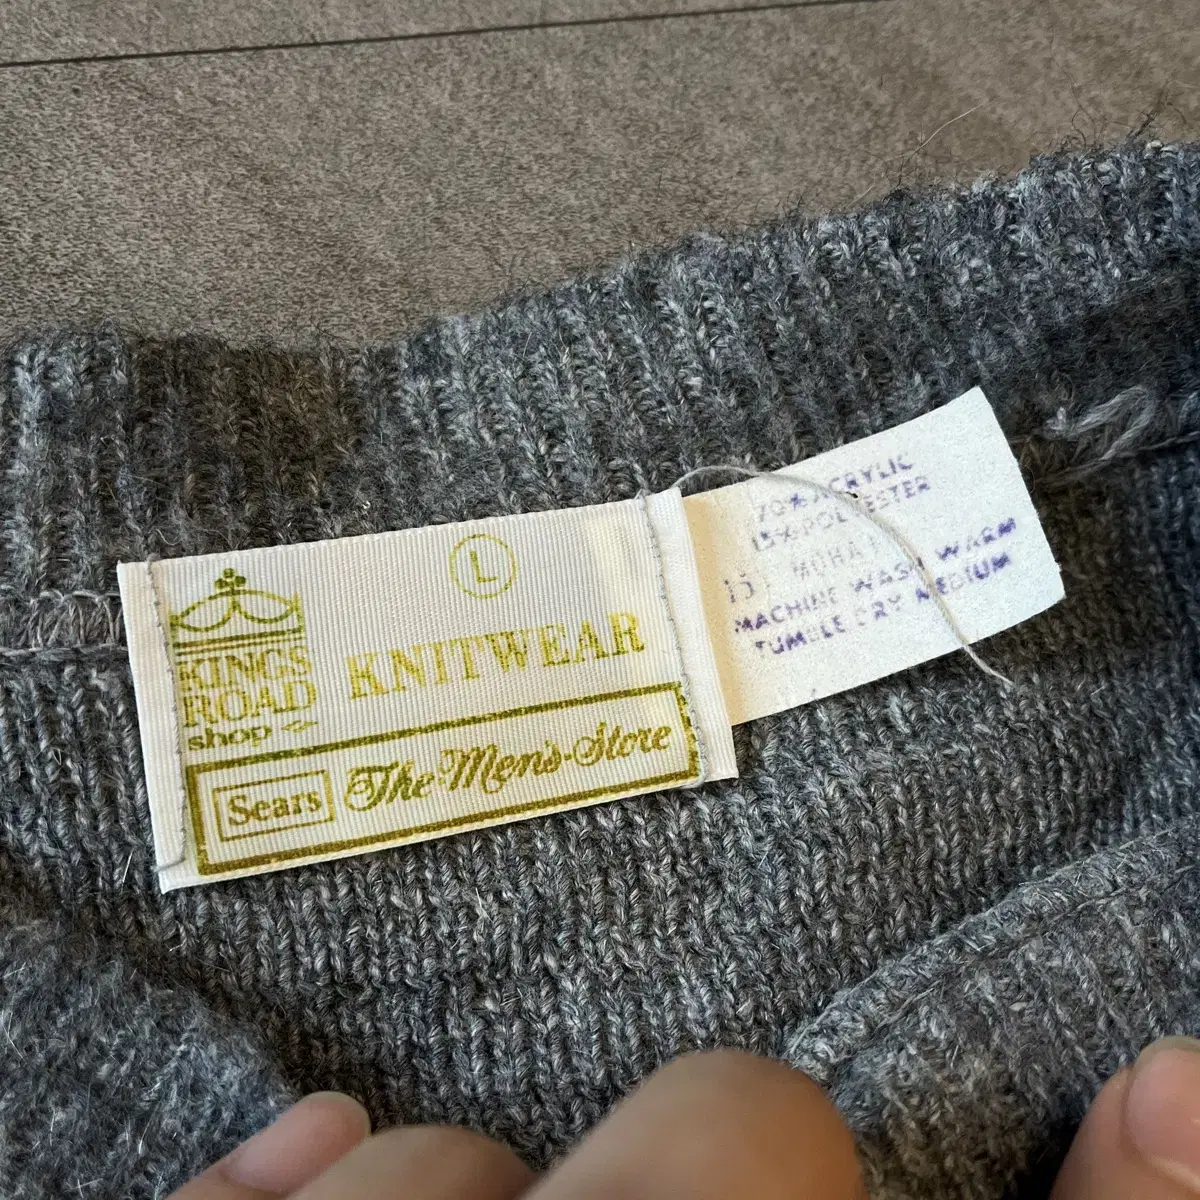 L
KINGS
ROAD
shop
KNITWEAR
Sears The Men's-Store
70% ACRYLIC
15% POLYESTER
15
MACHINE WASH WARM
TUMBLE DRY MEDIUM